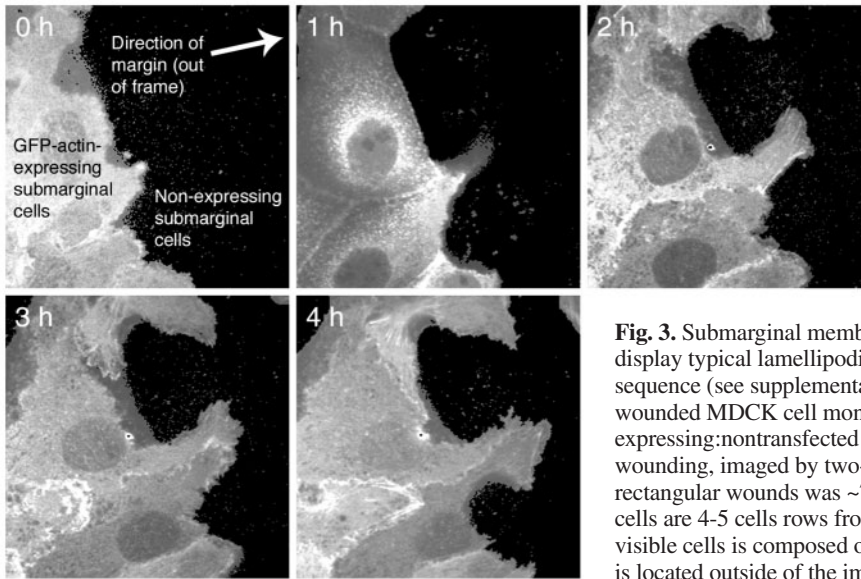 0 h
Direction of
margin (out
of frame)
GFP-actin-
expressing
submarginal
cells
Non-expressing
submarginal
cells
1 h
2 h
3 h
4 h
Fig. 3. Submarginal memb
display typical lamellipodi
sequence (see supplementa
wounded MDCK cell mon
expressing:nontransfected
wounding, imaged by two-
rectangular wounds was ~
cells are 4-5 cells rows from
visible cells is composed o
is located outside of the im